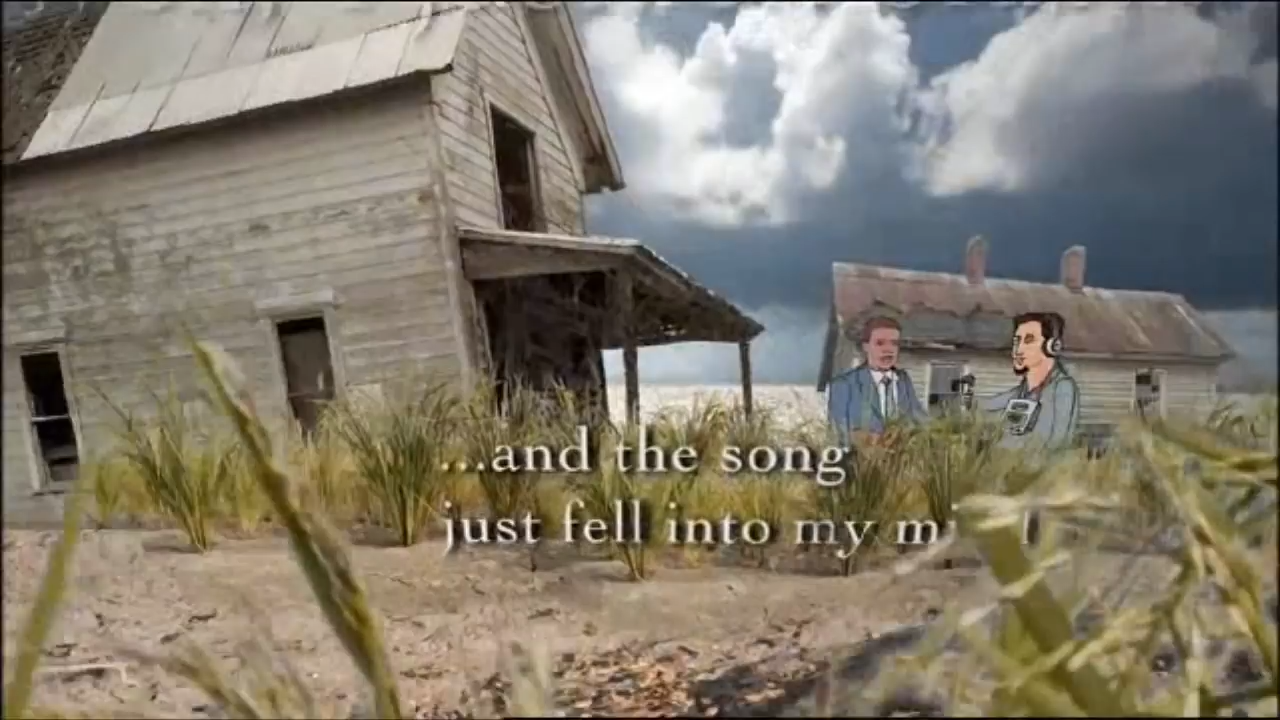 ...and the song
just fell into my